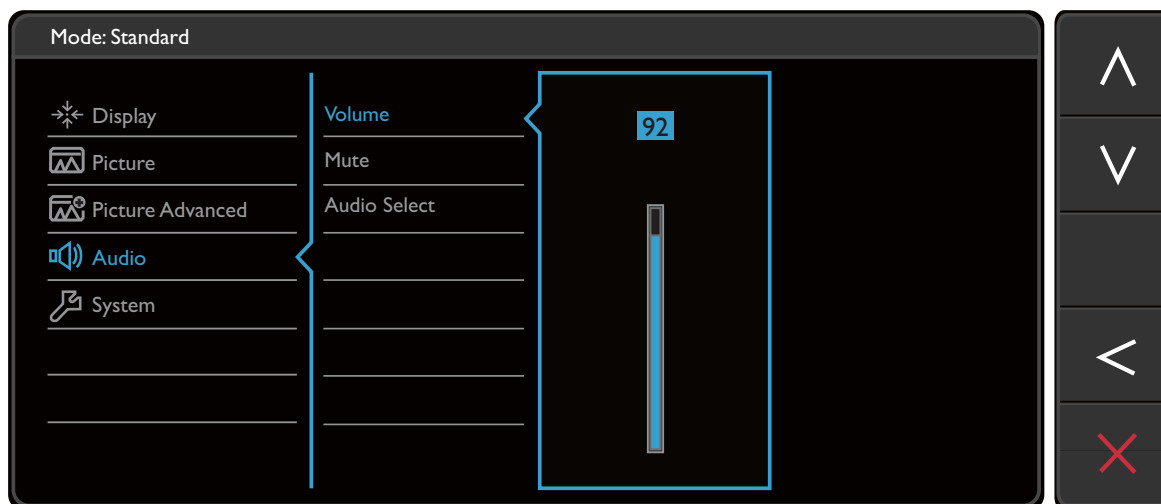 Mode: Standard
Display
Picture
Picture Advanced
Audio
System
Volume
Mute
Audio Select
92